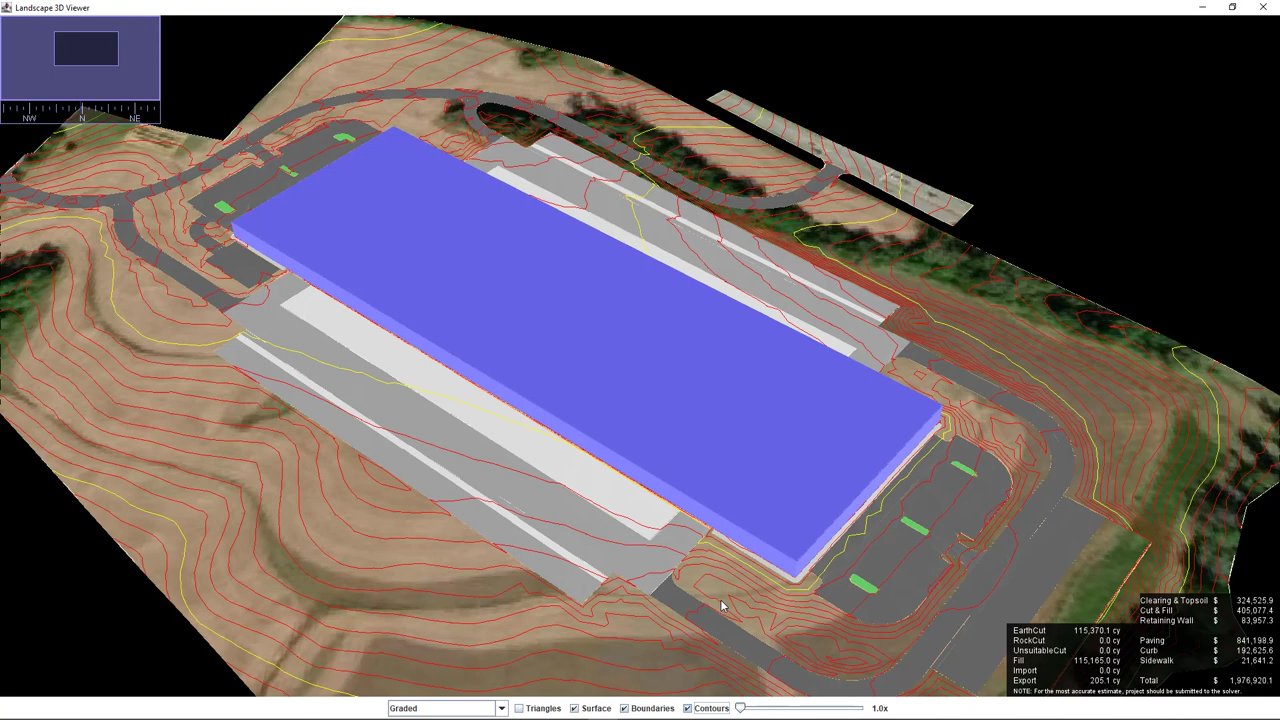 Landscape 3D Viewer
NW N NE
Clearing & Topsoil $ 324,525.9
Cut & Fill $ 405,077.4
Retaining Wall $ 83,957.3
EarthCut 115,370.1 cy
RockCut 0.0 cy Paving $ 841,198.9
UnsuitableCut 0.0 cy Curb $ 192,625.6
Fill 115,165.0 cy Sidewalk $ 21,641.2
Import 0.0 cy
Export 205.1 cy Total $ 1,976,920.1
NOTE: For the most accurate estimate, project should be submitted to the solver.
Graded Triangles Surface Boundaries Contours 1.0x